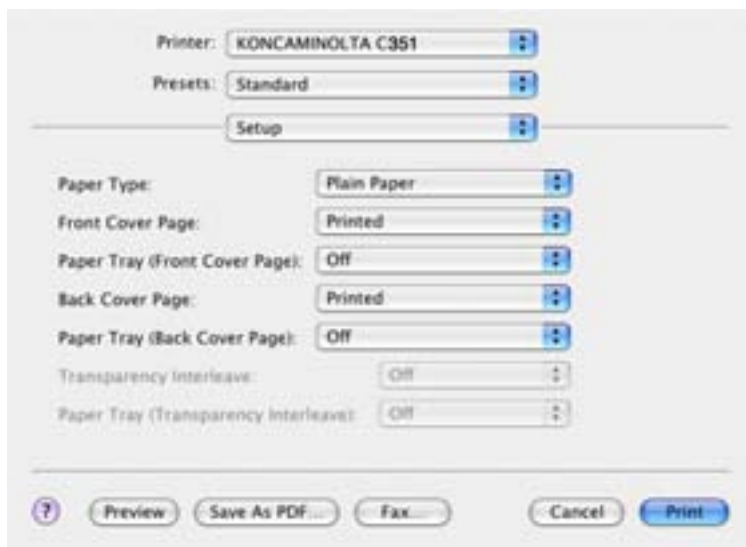 Printer: KONCAMINOLTA C351
Presets: Standard
Setup
Paper Type: Plain Paper
Front Cover Page: Printed
Paper Tray (Front Cover Page): Off
Back Cover Page: Printed
Paper Tray (Back Cover Page): Off
Transparency Interleave: Off
Paper Tray (Transparency Interleave): Off
? Preview Save As PDF... Fax... Cancel Print